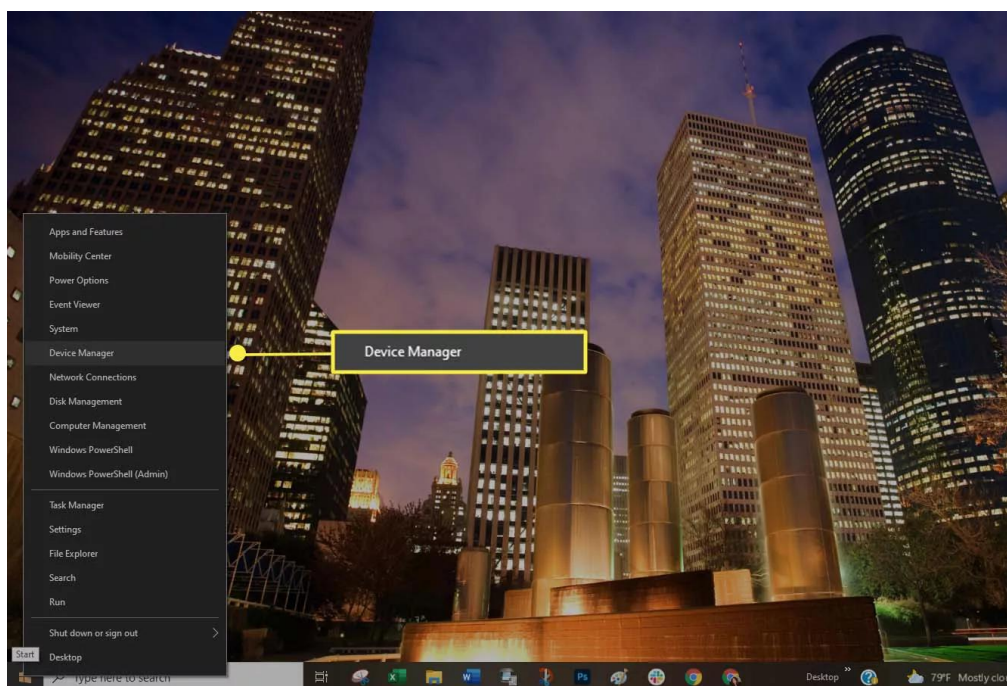 Apps and Features
Mobility Center
Power Options
Event Viewer
System
Device Manager
Device Manager
Network Connections
Disk Management
Computer Management
Windows PowerShell
Windows PowerShell (Admin)
Task Manager
Settings
File Explorer
Search
Run
Shut down or sign out
Start
Desktop
Type here to search
Ps
Desktop
79°F Mostly clo